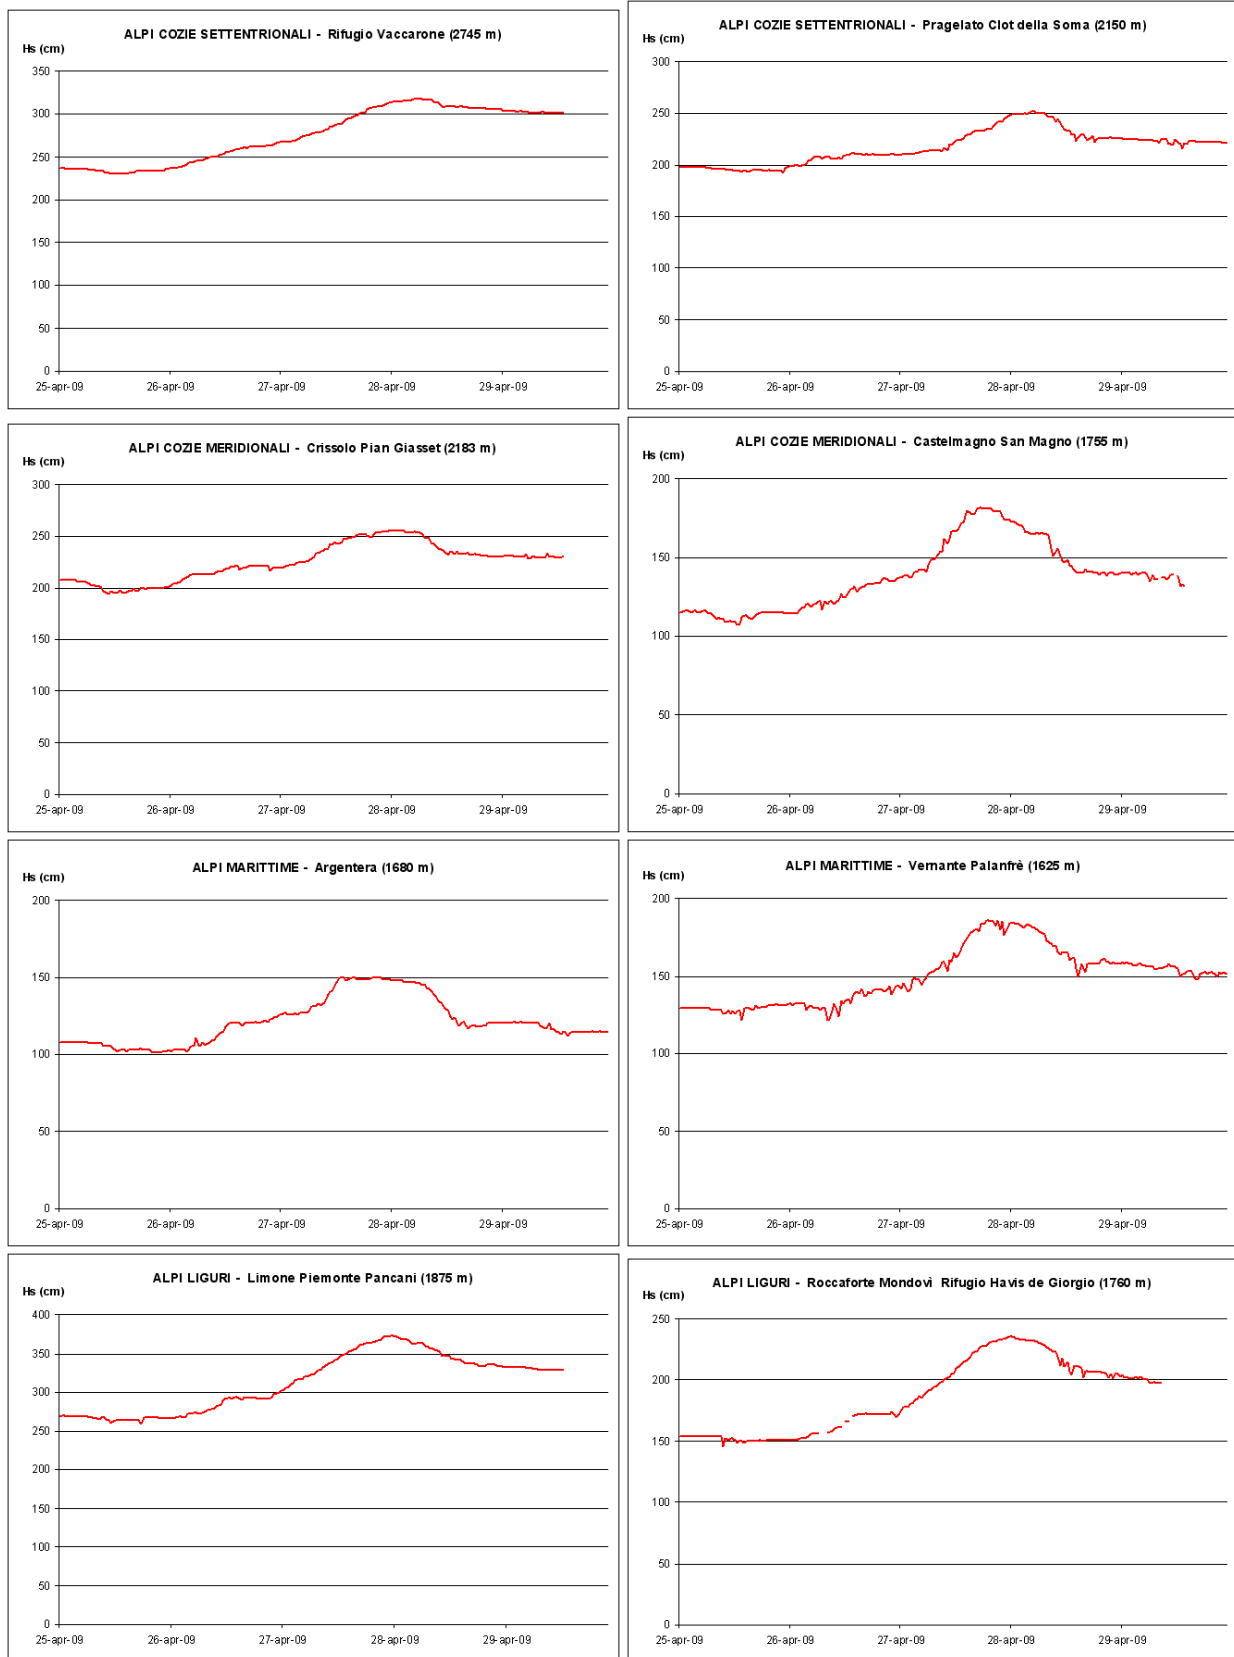 ALPI COZIE SETTENTRIONALI - Rifugio Vaccarone (2745 m)
Hs (cm)
350
300
250
200
150
100
50
0
25-apr-09 26-apr-09 27-apr-09 28-apr-09 29-apr-09
ALPI COZIE SETTENTRIONALI - Pragelato Clot della Soma (2150 m)
Hs (cm)
300
250
200
150
100
50
0
25-apr-09 26-apr-09 27-apr-09 28-apr-09 29-apr-09
ALPI COZIE MERIDIONALI - Crissolo Pian Giasset (2183 m)
Hs (cm)
300
250
200
150
100
50
0
25-apr-09 26-apr-09 27-apr-09 28-apr-09 29-apr-09
ALPI COZIE MERIDIONALI - Castelmagno San Magno (1755 m)
Hs (cm)
200
150
100
50
0
25-apr-09 26-apr-09 27-apr-09 28-apr-09 29-apr-09
ALPI MARITTIME - Argentera (1680 m)
Hs (cm)
200
150
100
50
0
25-apr-09 26-apr-09 27-apr-09 28-apr-09 29-apr-09
ALPI MARITTIME - Vernante Palanfrè (1625 m)
Hs (cm)
200
150
100
50
0
25-apr-09 26-apr-09 27-apr-09 28-apr-09 29-apr-09
ALPI LIGURI - Limone Piemonte Pancani (1875 m)
Hs (cm)
400
350
300
250
200
150
100
50
0
25-apr-09 26-apr-09 27-apr-09 28-apr-09 29-apr-09
ALPI LIGURI - Roccaforte Mondovì Rifugio Havis de Giorgio (1760 m)
Hs (cm)
250
200
150
100
50
0
25-apr-09 26-apr-09 27-apr-09 28-apr-09 29-apr-09